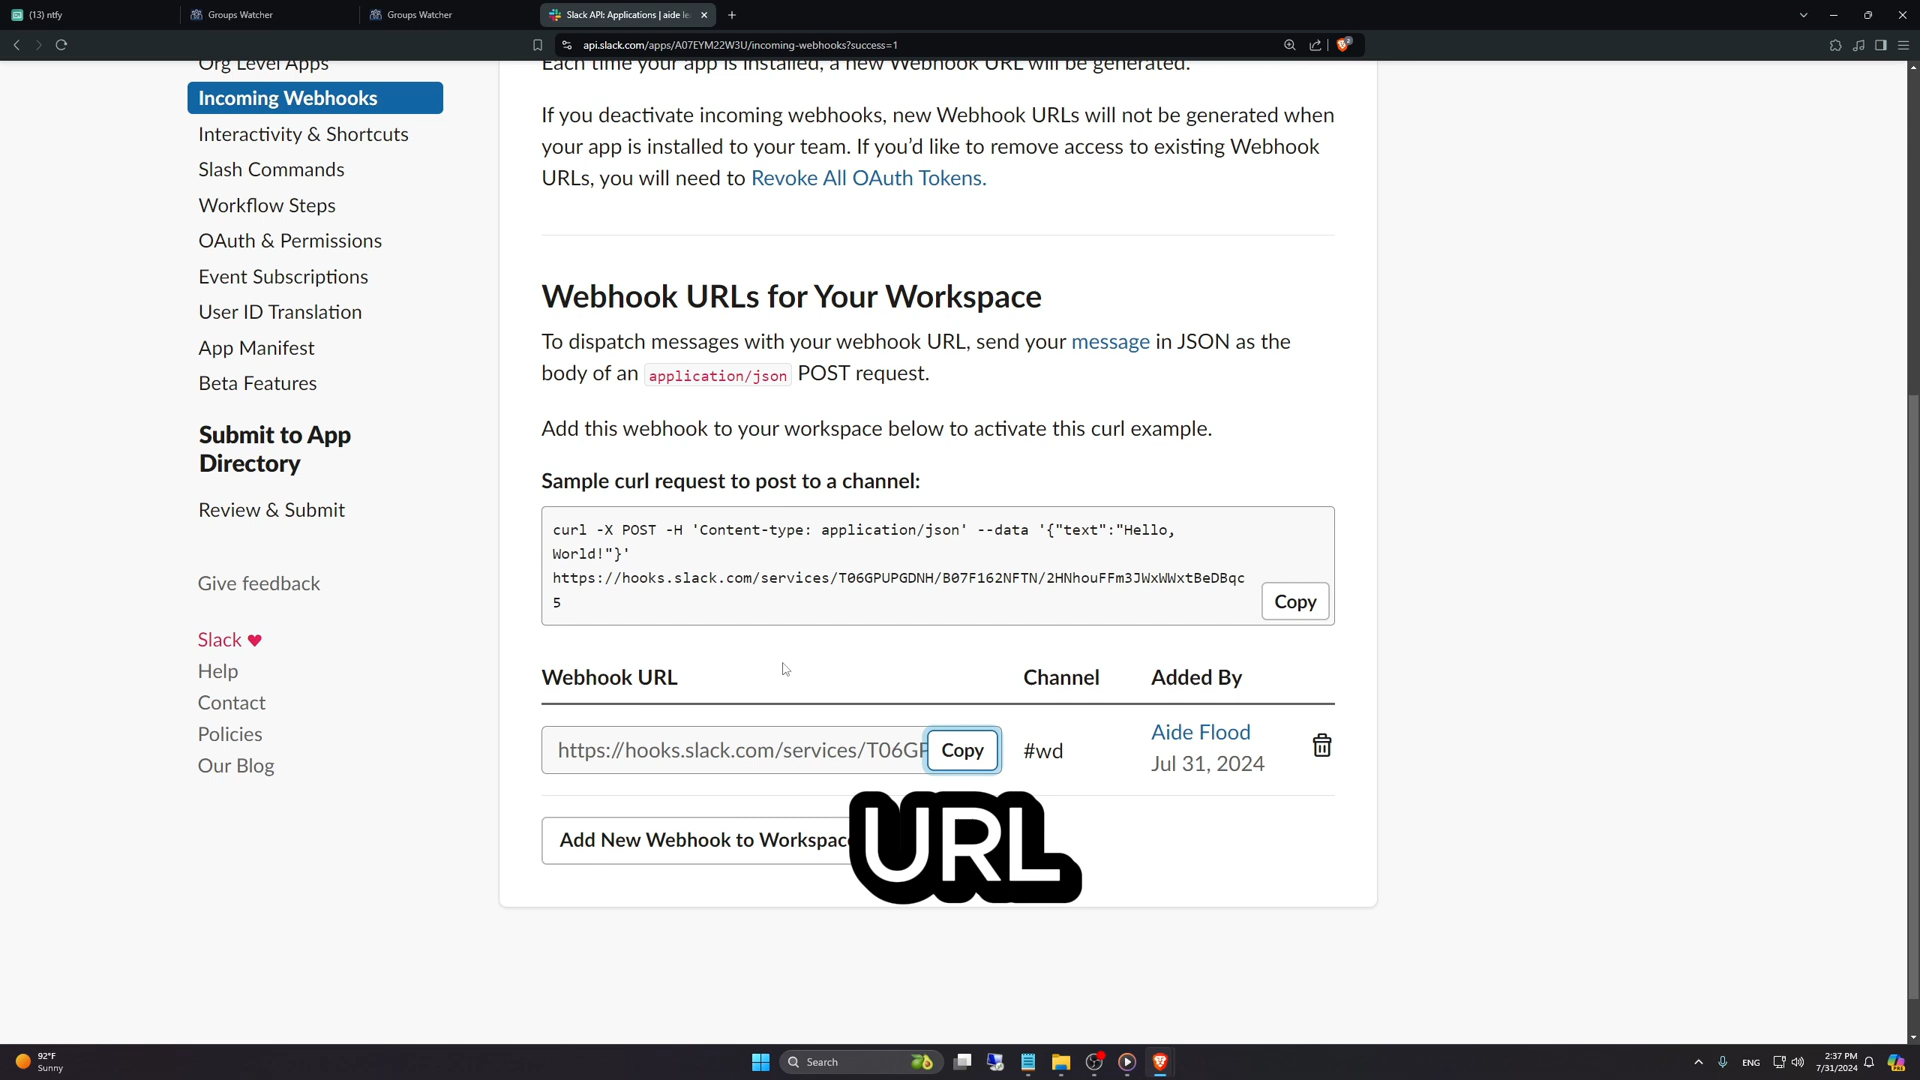 (13) ntfy
Groups Watcher
Groups Watcher
Slack API: Applications | aide le
api.slack.com/apps/A07EYM22W3U/incoming-webhooks?success=1
2
Org Level Apps
Incoming Webhooks
Interactivity & Shortcuts
Slash Commands
Workflow Steps
OAuth & Permissions
Event Subscriptions
User ID Translation
App Manifest
Beta Features
Submit to App
Directory
Review & Submit
Give feedback
Slack
Help
Contact
Policies
Our Blog
Each time your app is installed, a new Webhook URL will be generated.
If you deactivate incoming webhooks, new Webhook URLs will not be generated when
your app is installed to your team. If you’d like to remove access to existing Webhook
URLs, you will need to Revoke All OAuth Tokens.
Webhook URLs for Your Workspace
To dispatch messages with your webhook URL, send your message in JSON as the
body of an application/json POST request.
Add this webhook to your workspace below to activate this curl example.
Sample curl request to post to a channel:
curl -X POST -H 'Content-type: application/json' --data '{"text":"Hello,
World!"}'
https://hooks.slack.com/services/T06GPUPGDNH/B07F162NFTN/2HNhouFFm3JWxWWxtBeDBqc
5
Copy
Webhook URL Channel Added By
https://hooks.slack.com/services/T06GP Copy #wd Aide Flood
Jul 31, 2024
Add New Webhook to Workspace
URL
92°F
Sunny
Search
ENG
2:37 PM
7/31/2024